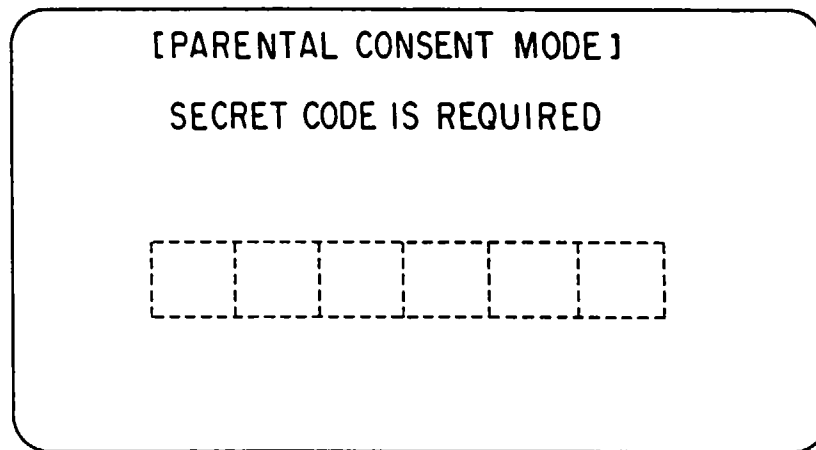 [PARENTAL CONSENT MODE]
SECRET CODE IS REQUIRED